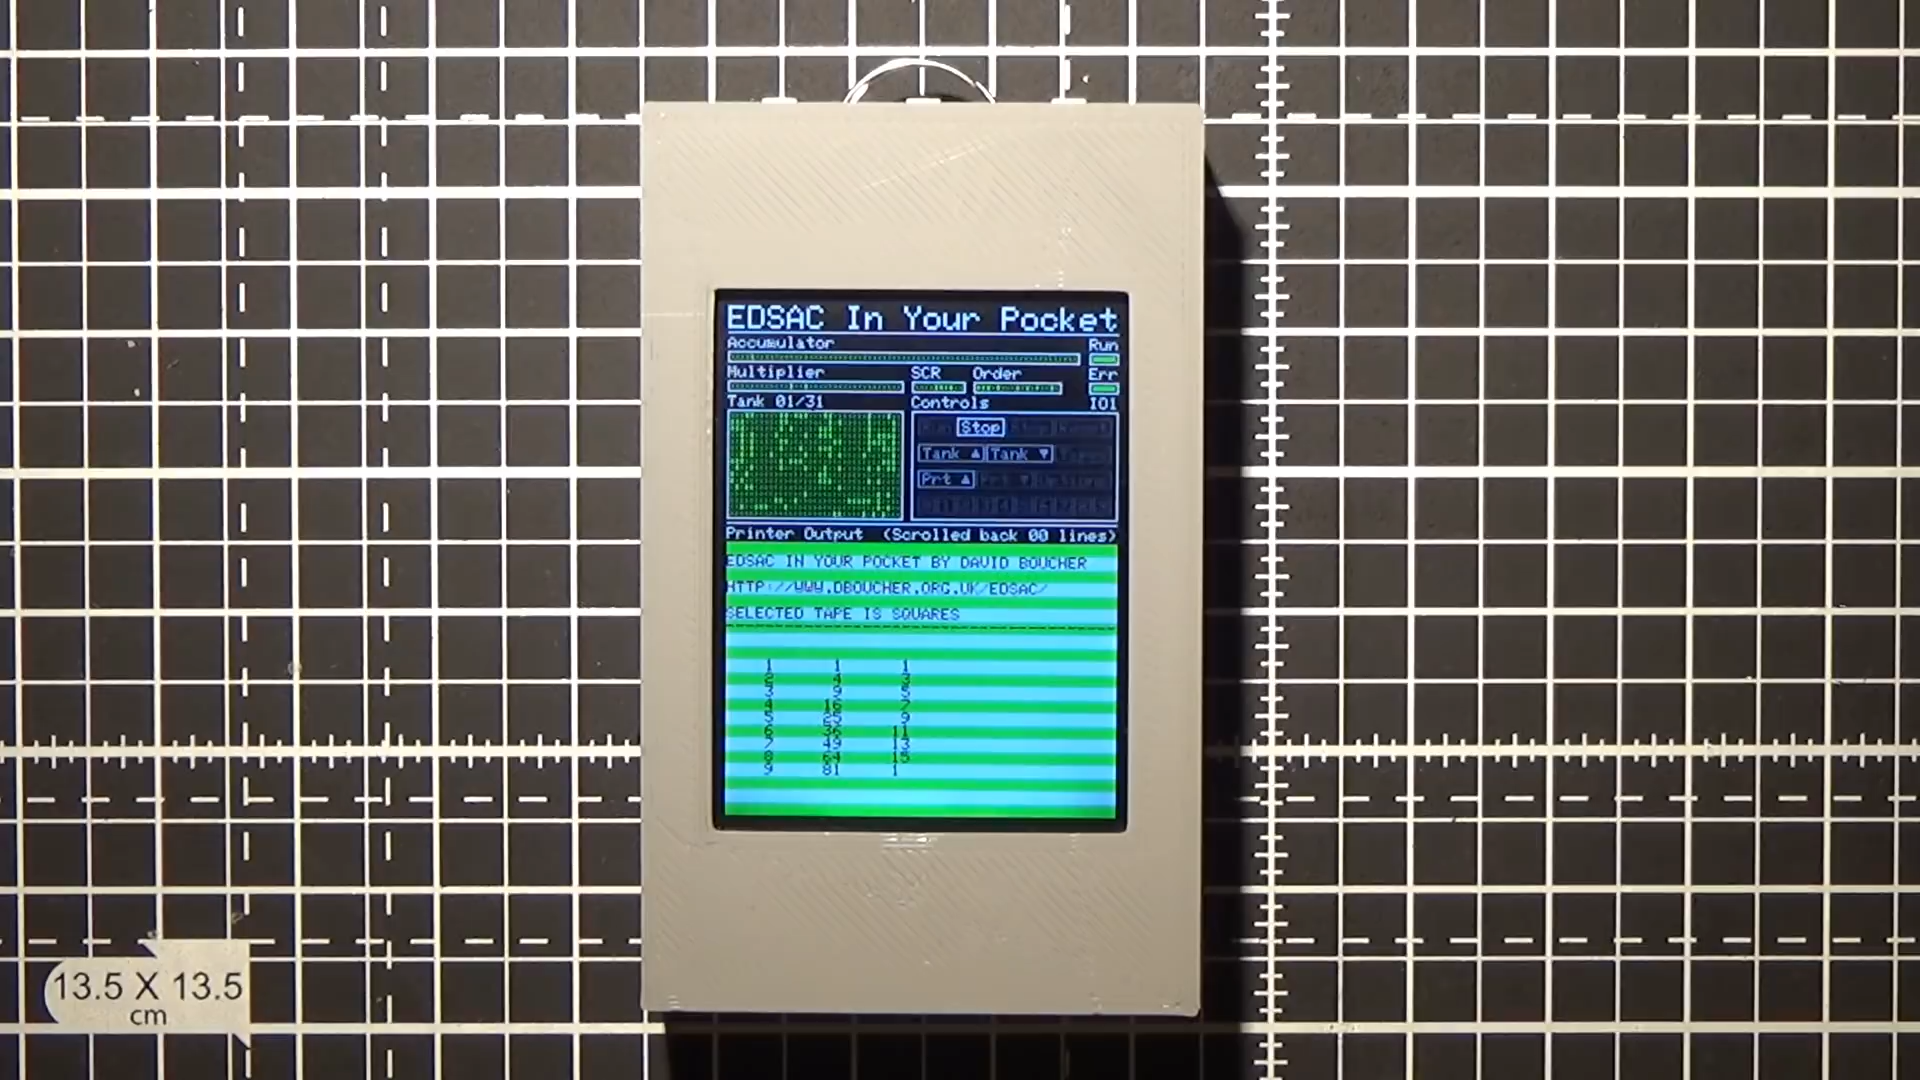 EDSAC In Your Pocket
Accumulator Run
Multiplier SCR Order Err
Tank 01/31 Controls IO1
Stop
Tank ▲ Tank ▼
Prt ▲
Printer Output (Scrolled back 00 lines)
EDSAC IN YOUR POCKET BY DAVID BOUCHER
HTTP://WWW.DBOUCHER.ORG.UK/EDSAC/
SELECTED TAPE IS SQUARES
1 1 1
2 4 3
3 9 5
4 16 7
5 25 9
6 36 11
7 49 13
8 64 15
9 81 1
13.5 X 13.5
cm